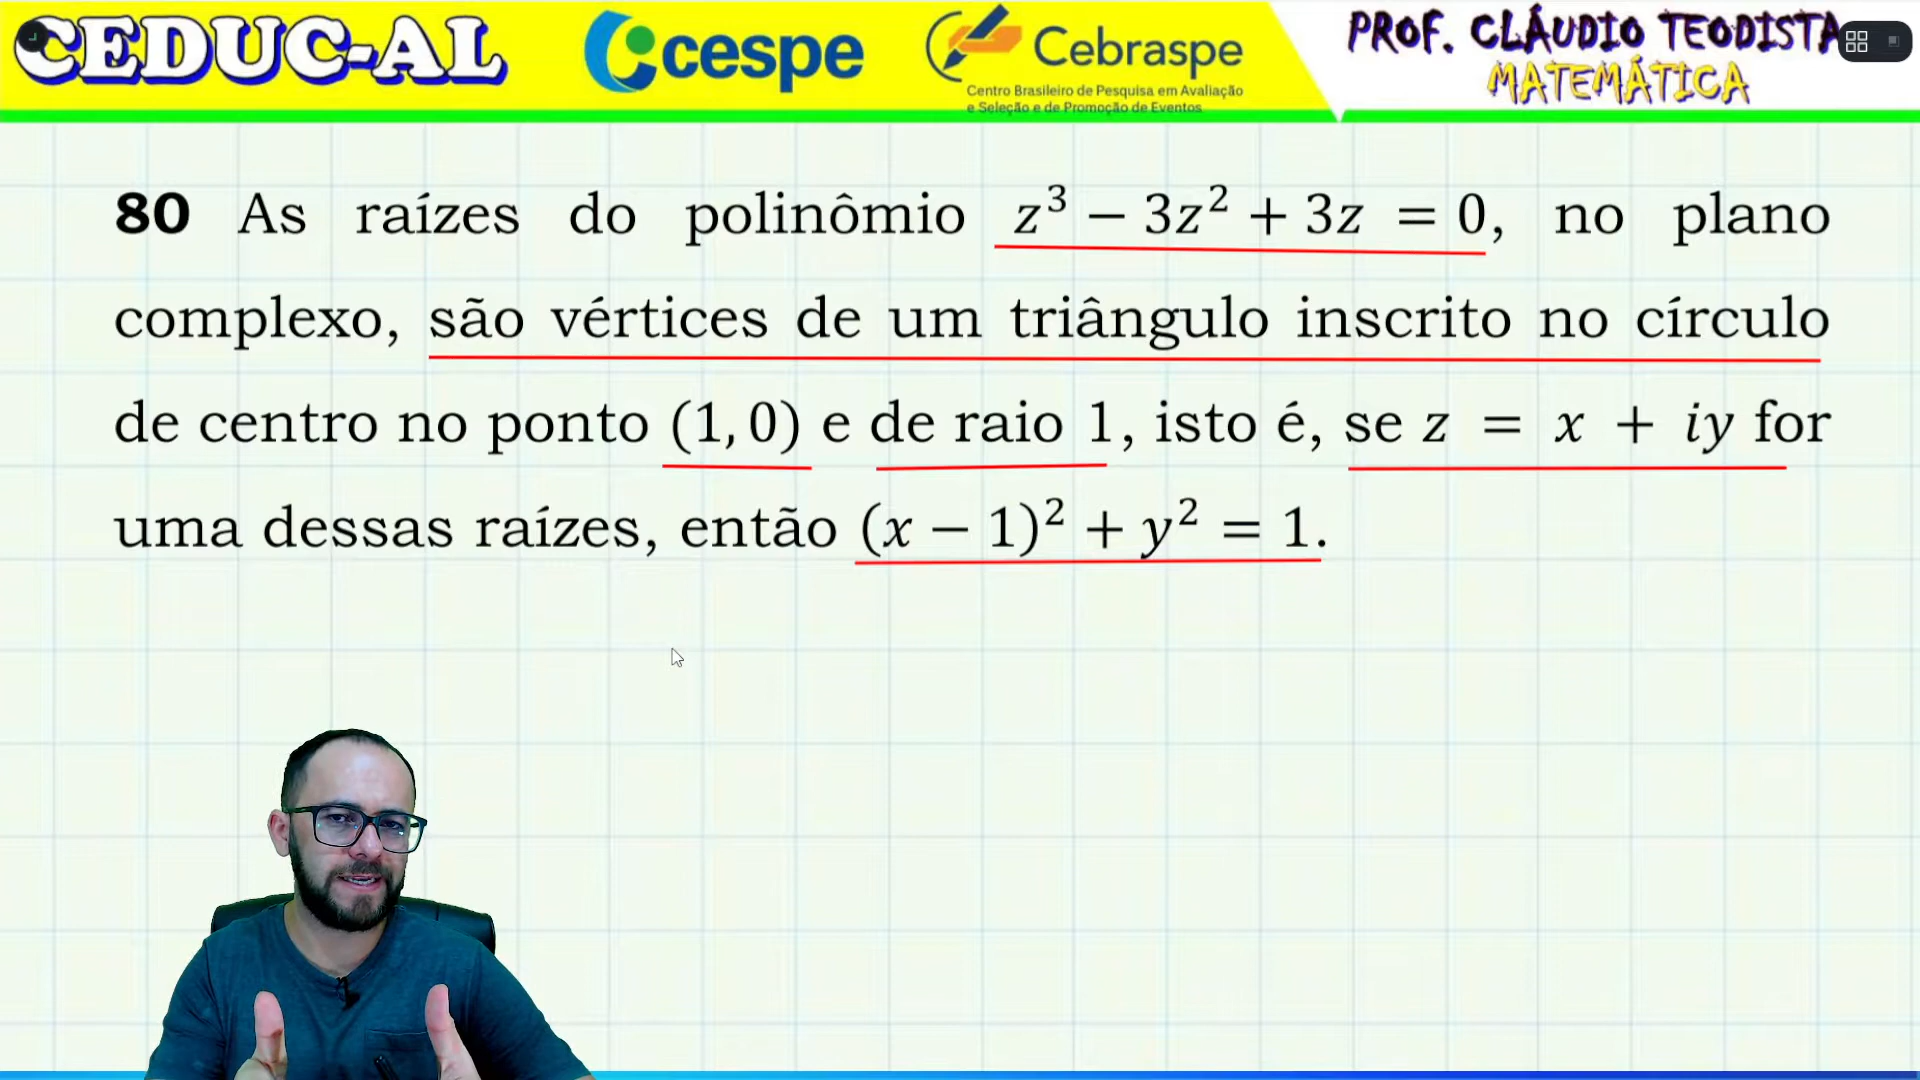 CEDUC-AL
cespe
Cebraspe
Centro Brasileiro de Pesquisa em Avaliação
e Seleção e de Promoção de Eventos
PROF. CLÁUDIO TEODISTA
MATEMÁTICA
80 As raízes do polinômio z³ − 3z² + 3z = 0, no plano
complexo, são vértices de um triângulo inscrito no círculo
de centro no ponto (1, 0) e de raio 1, isto é, se z = x + iy for
uma dessas raízes, então (x − 1)² + y² = 1.